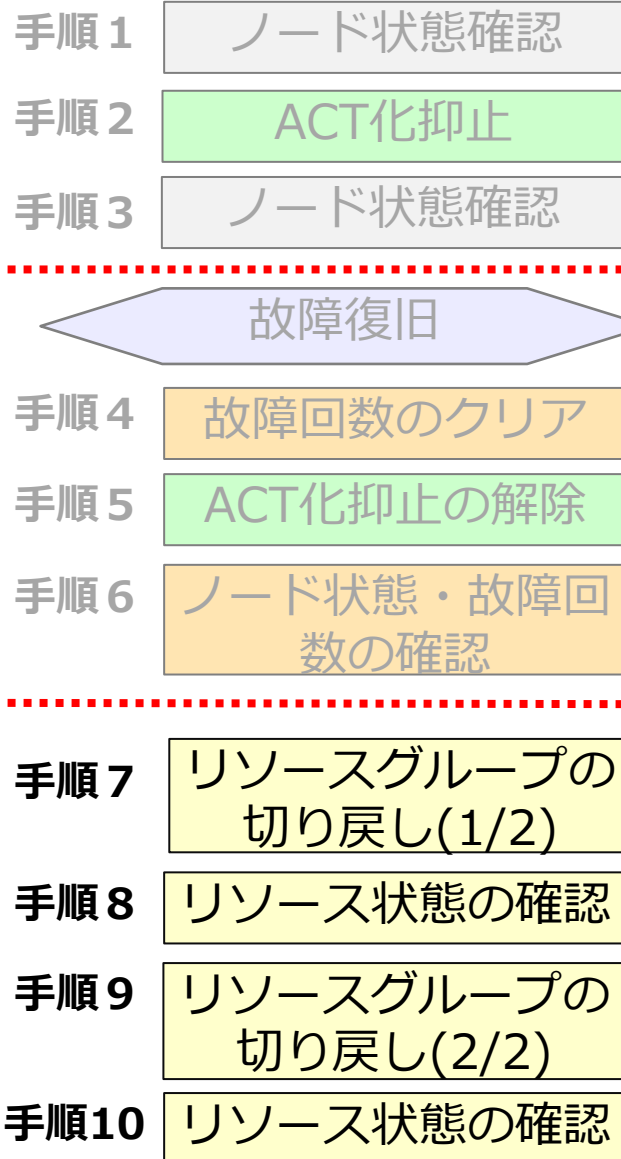 手順１ ノード状態確認
手順２ ACT化抑止
手順３ ノード状態確認
故障復旧
手順４ 故障回数のクリア
手順５ ACT化抑止の解除
手順６ ノード状態・故障回
数の確認
手順７ リソースグループの
切り戻し(1/2)
手順８ リソース状態の確認
手順９ リソースグループの
切り戻し(2/2)
手順10 リソース状態の確認